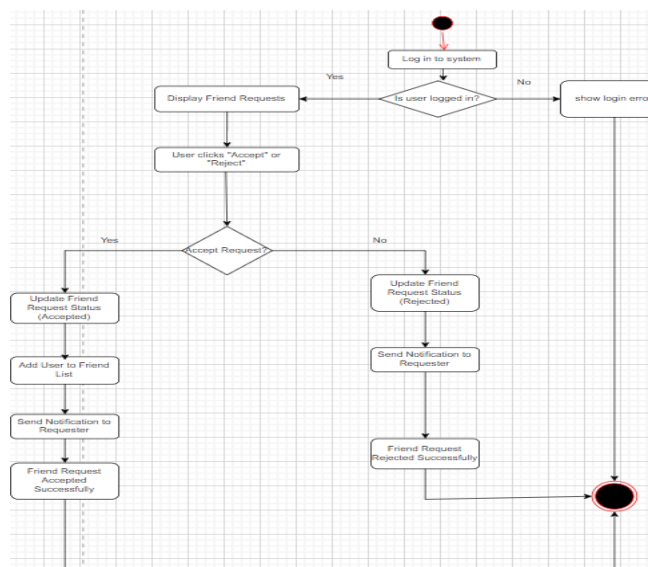 Log in to system
Yes
No
Display Friend Requests
Is user logged in?
show login erro
User clicks "Accept" or
"Reject"
Yes
Accept Request?
No
Update Friend
Request Status
(Accepted)
Update Friend
Request Status
(Rejected)
Add User to Friend
List
Send Notification to
Requester
Send Notification to
Requester
Friend Request
Accepted
Successfully
Friend Request
Rejected Successfully